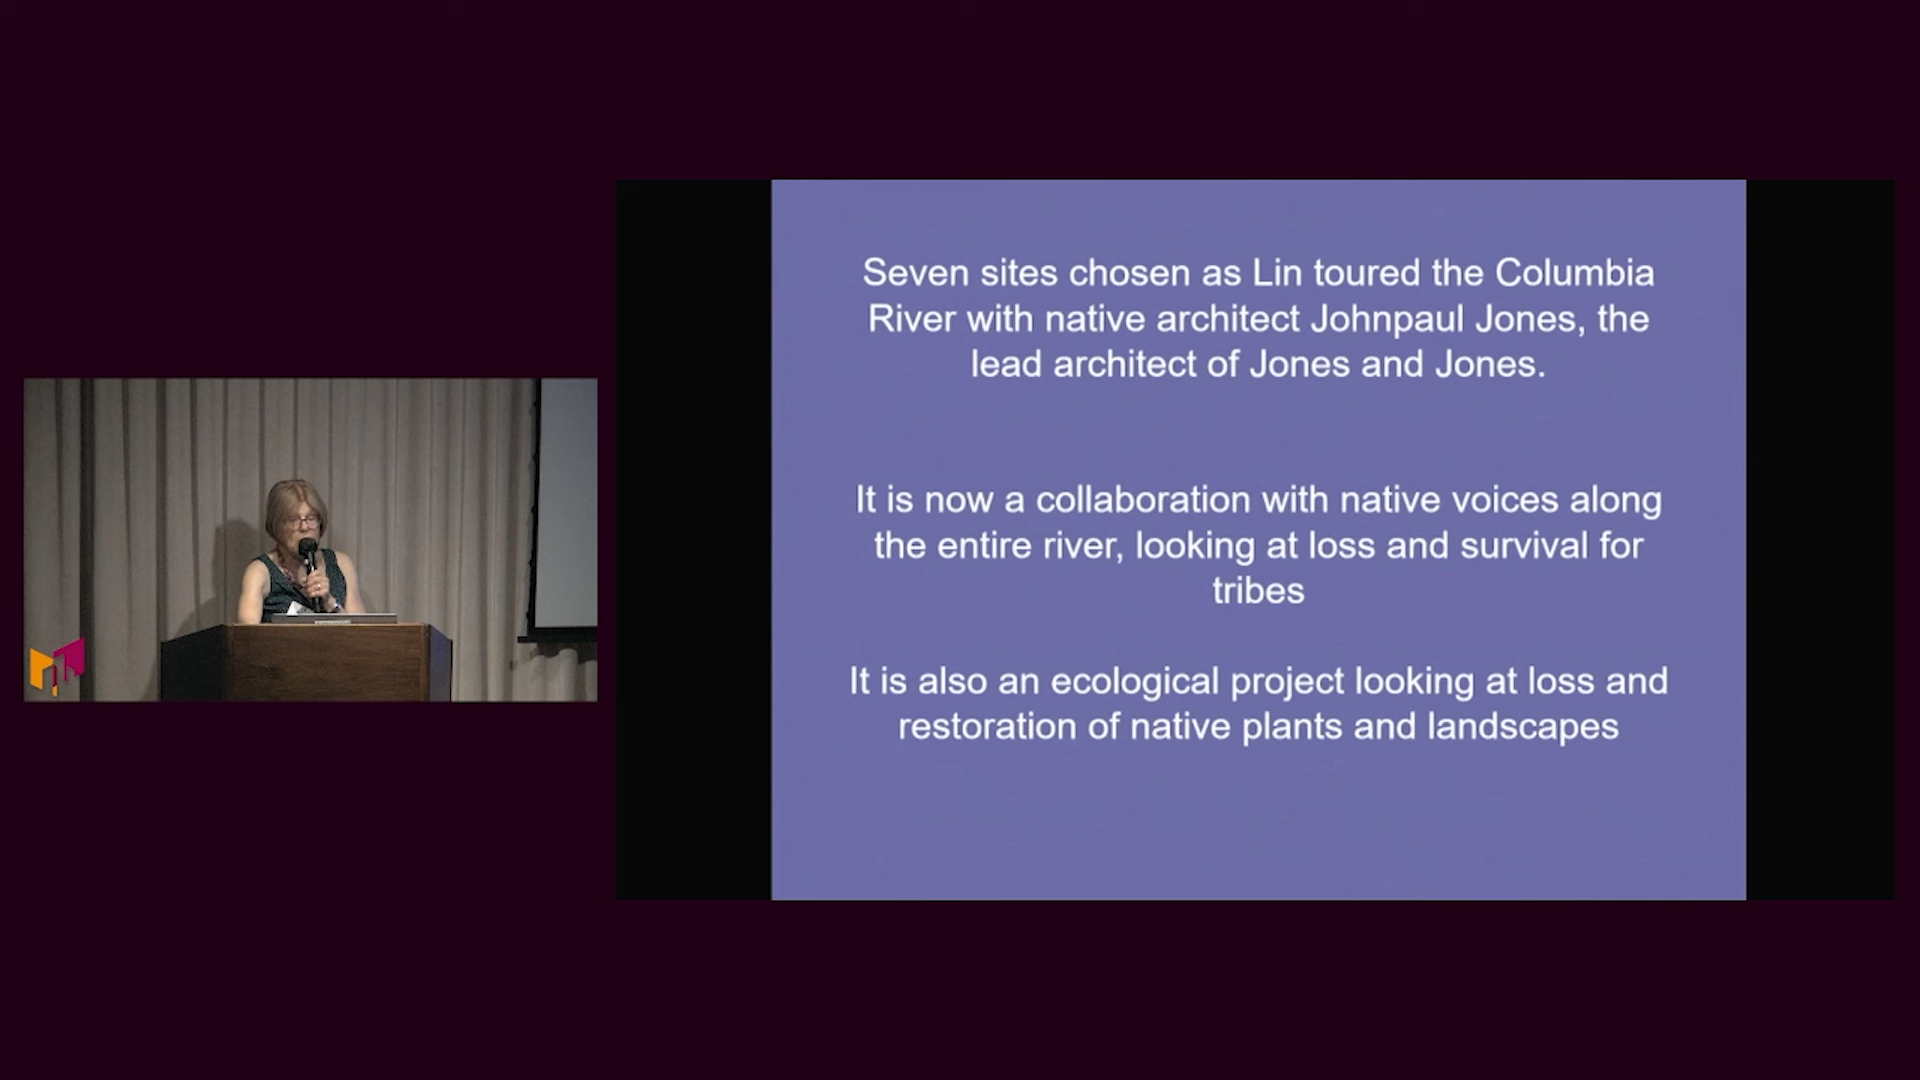 Seven sites chosen as Lin toured the Columbia
River with native architect Johnpaul Jones, the
lead architect of Jones and Jones.
It is now a collaboration with native voices along
the entire river, looking at loss and survival for
tribes
It is also an ecological project looking at loss and
restoration of native plants and landscapes